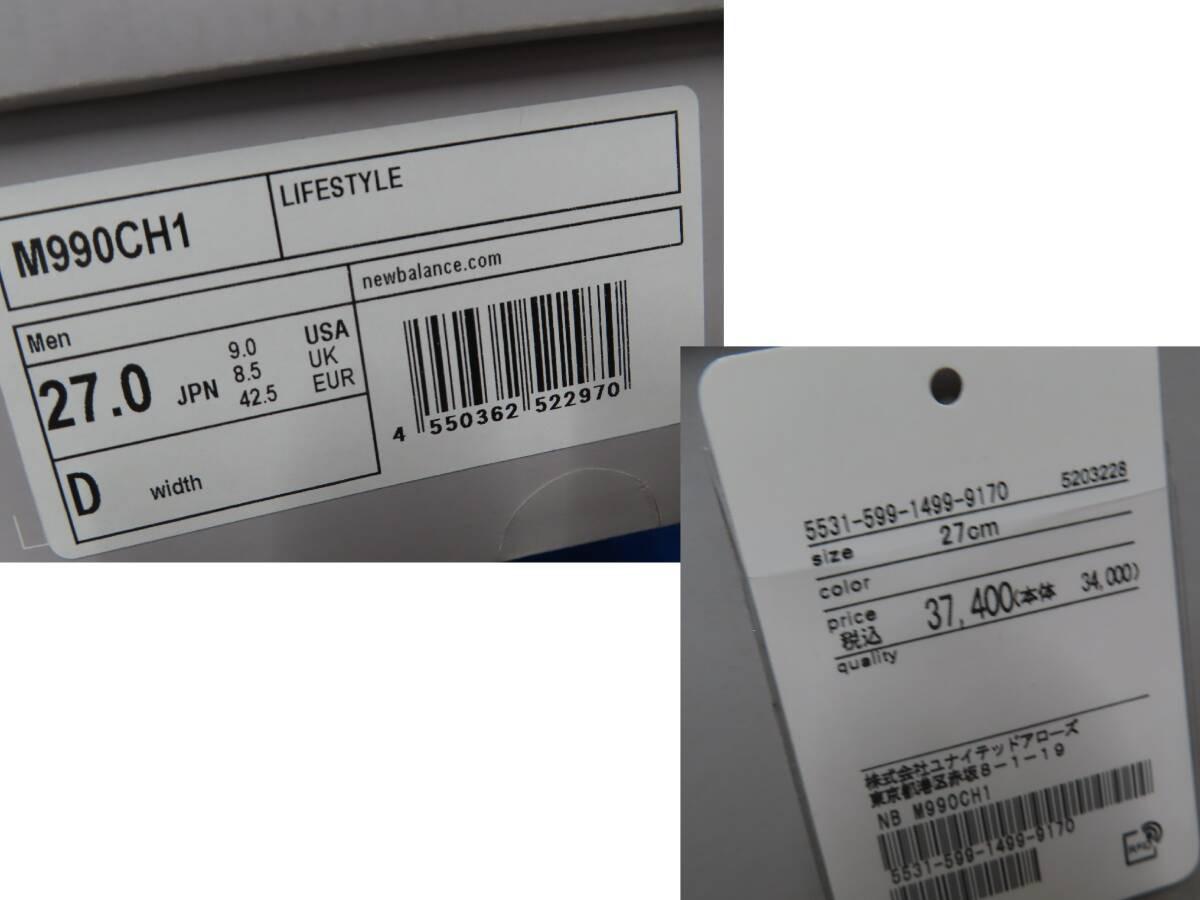 M990CH1
LIFESTYLE
newbalance.com
Men
27.0 JPN
9.0 USA
8.5 UK
42.5 EUR
D width
4 550362 522970
5531-599-1499-9170 5203228
size 27cm
color
price
税込 37,400(本体 34,000)
quality
株式会社ユナイテッドアローズ
東京都港区赤坂8-1-19
NB M990CH1
5531-599-1499-9170